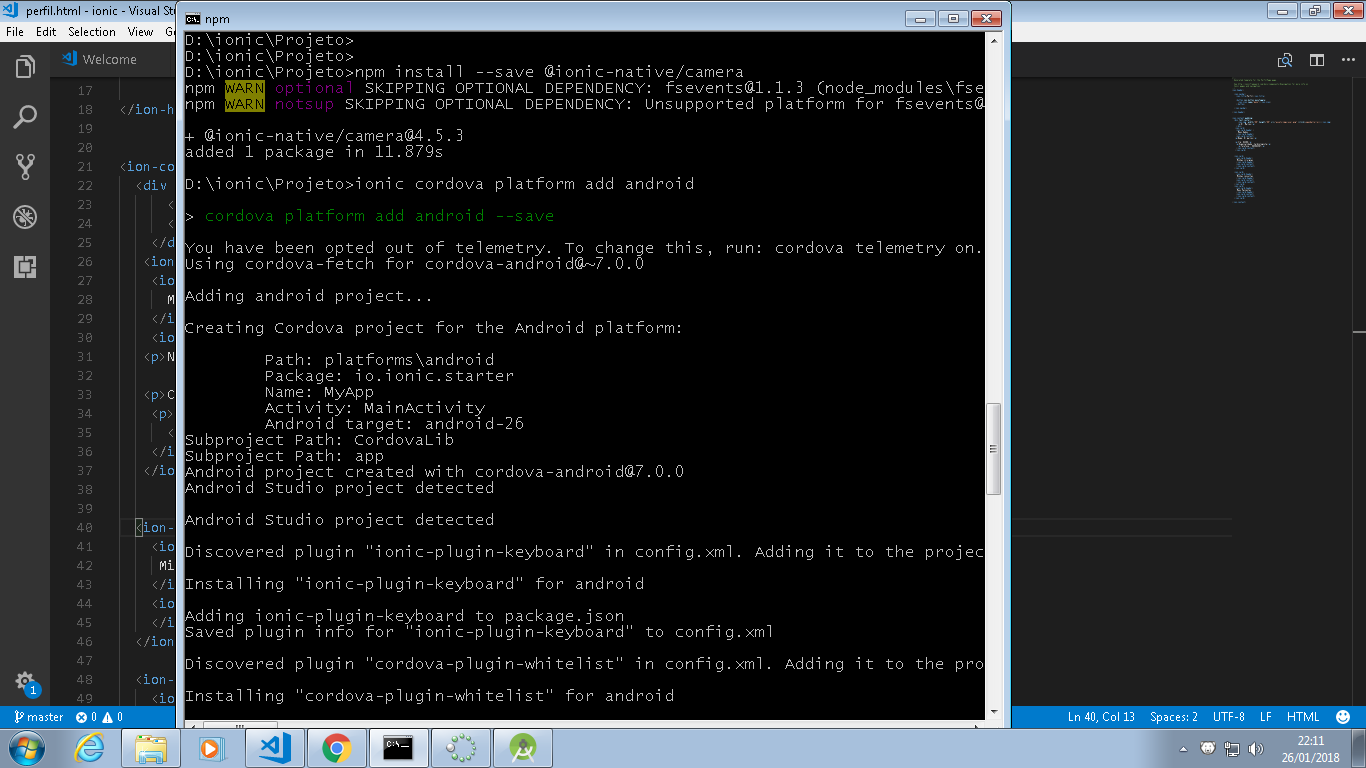 perfil.html - ionic - Visual Stu
File Edit Selection View G
Welcome
17
18 </ion-h
19
20
21 <ion-co
22 <div
23 <
24 <
25 </d
26 <ion
27 <io
28 M
29 </i
30 <io
31 <p>N
32
33 <p>C
34 <p>
35 <
36 </i
37 </io
38
39
40 <ion-
41 <io
42 Mi
43 </i
44 <io
45 </i
46 </ion
47
48 <ion-
49 <io
npm
D:\ionic\Projeto>
D:\ionic\Projeto>
D:\ionic\Projeto>npm install --save @ionic-native/camera
npm WARN optional SKIPPING OPTIONAL DEPENDENCY: fsevents@1.1.3 (node_modules\fse
npm WARN notsup SKIPPING OPTIONAL DEPENDENCY: Unsupported platform for fsevents@
+ @ionic-native/camera@4.5.3
added 1 package in 11.879s
D:\ionic\Projeto>ionic cordova platform add android
> cordova platform add android --save
You have been opted out of telemetry. To change this, run: cordova telemetry on.
Using cordova-fetch for cordova-android@~7.0.0
Adding android project...
Creating Cordova project for the Android platform:
Path: platforms\android
Package: io.ionic.starter
Name: MyApp
Activity: MainActivity
Android target: android-26
Subproject Path: CordovaLib
Subproject Path: app
Android project created with cordova-android@7.0.0
Android Studio project detected
Android Studio project detected
Discovered plugin "ionic-plugin-keyboard" in config.xml. Adding it to the projec
Installing "ionic-plugin-keyboard" for android
Adding ionic-plugin-keyboard to package.json
Saved plugin info for "ionic-plugin-keyboard" to config.xml
Discovered plugin "cordova-plugin-whitelist" in config.xml. Adding it to the pro
Installing "cordova-plugin-whitelist" for android
1
master 0 0
Ln 40, Col 13 Spaces: 2 UTF-8 LF HTML
22:11
26/01/2018